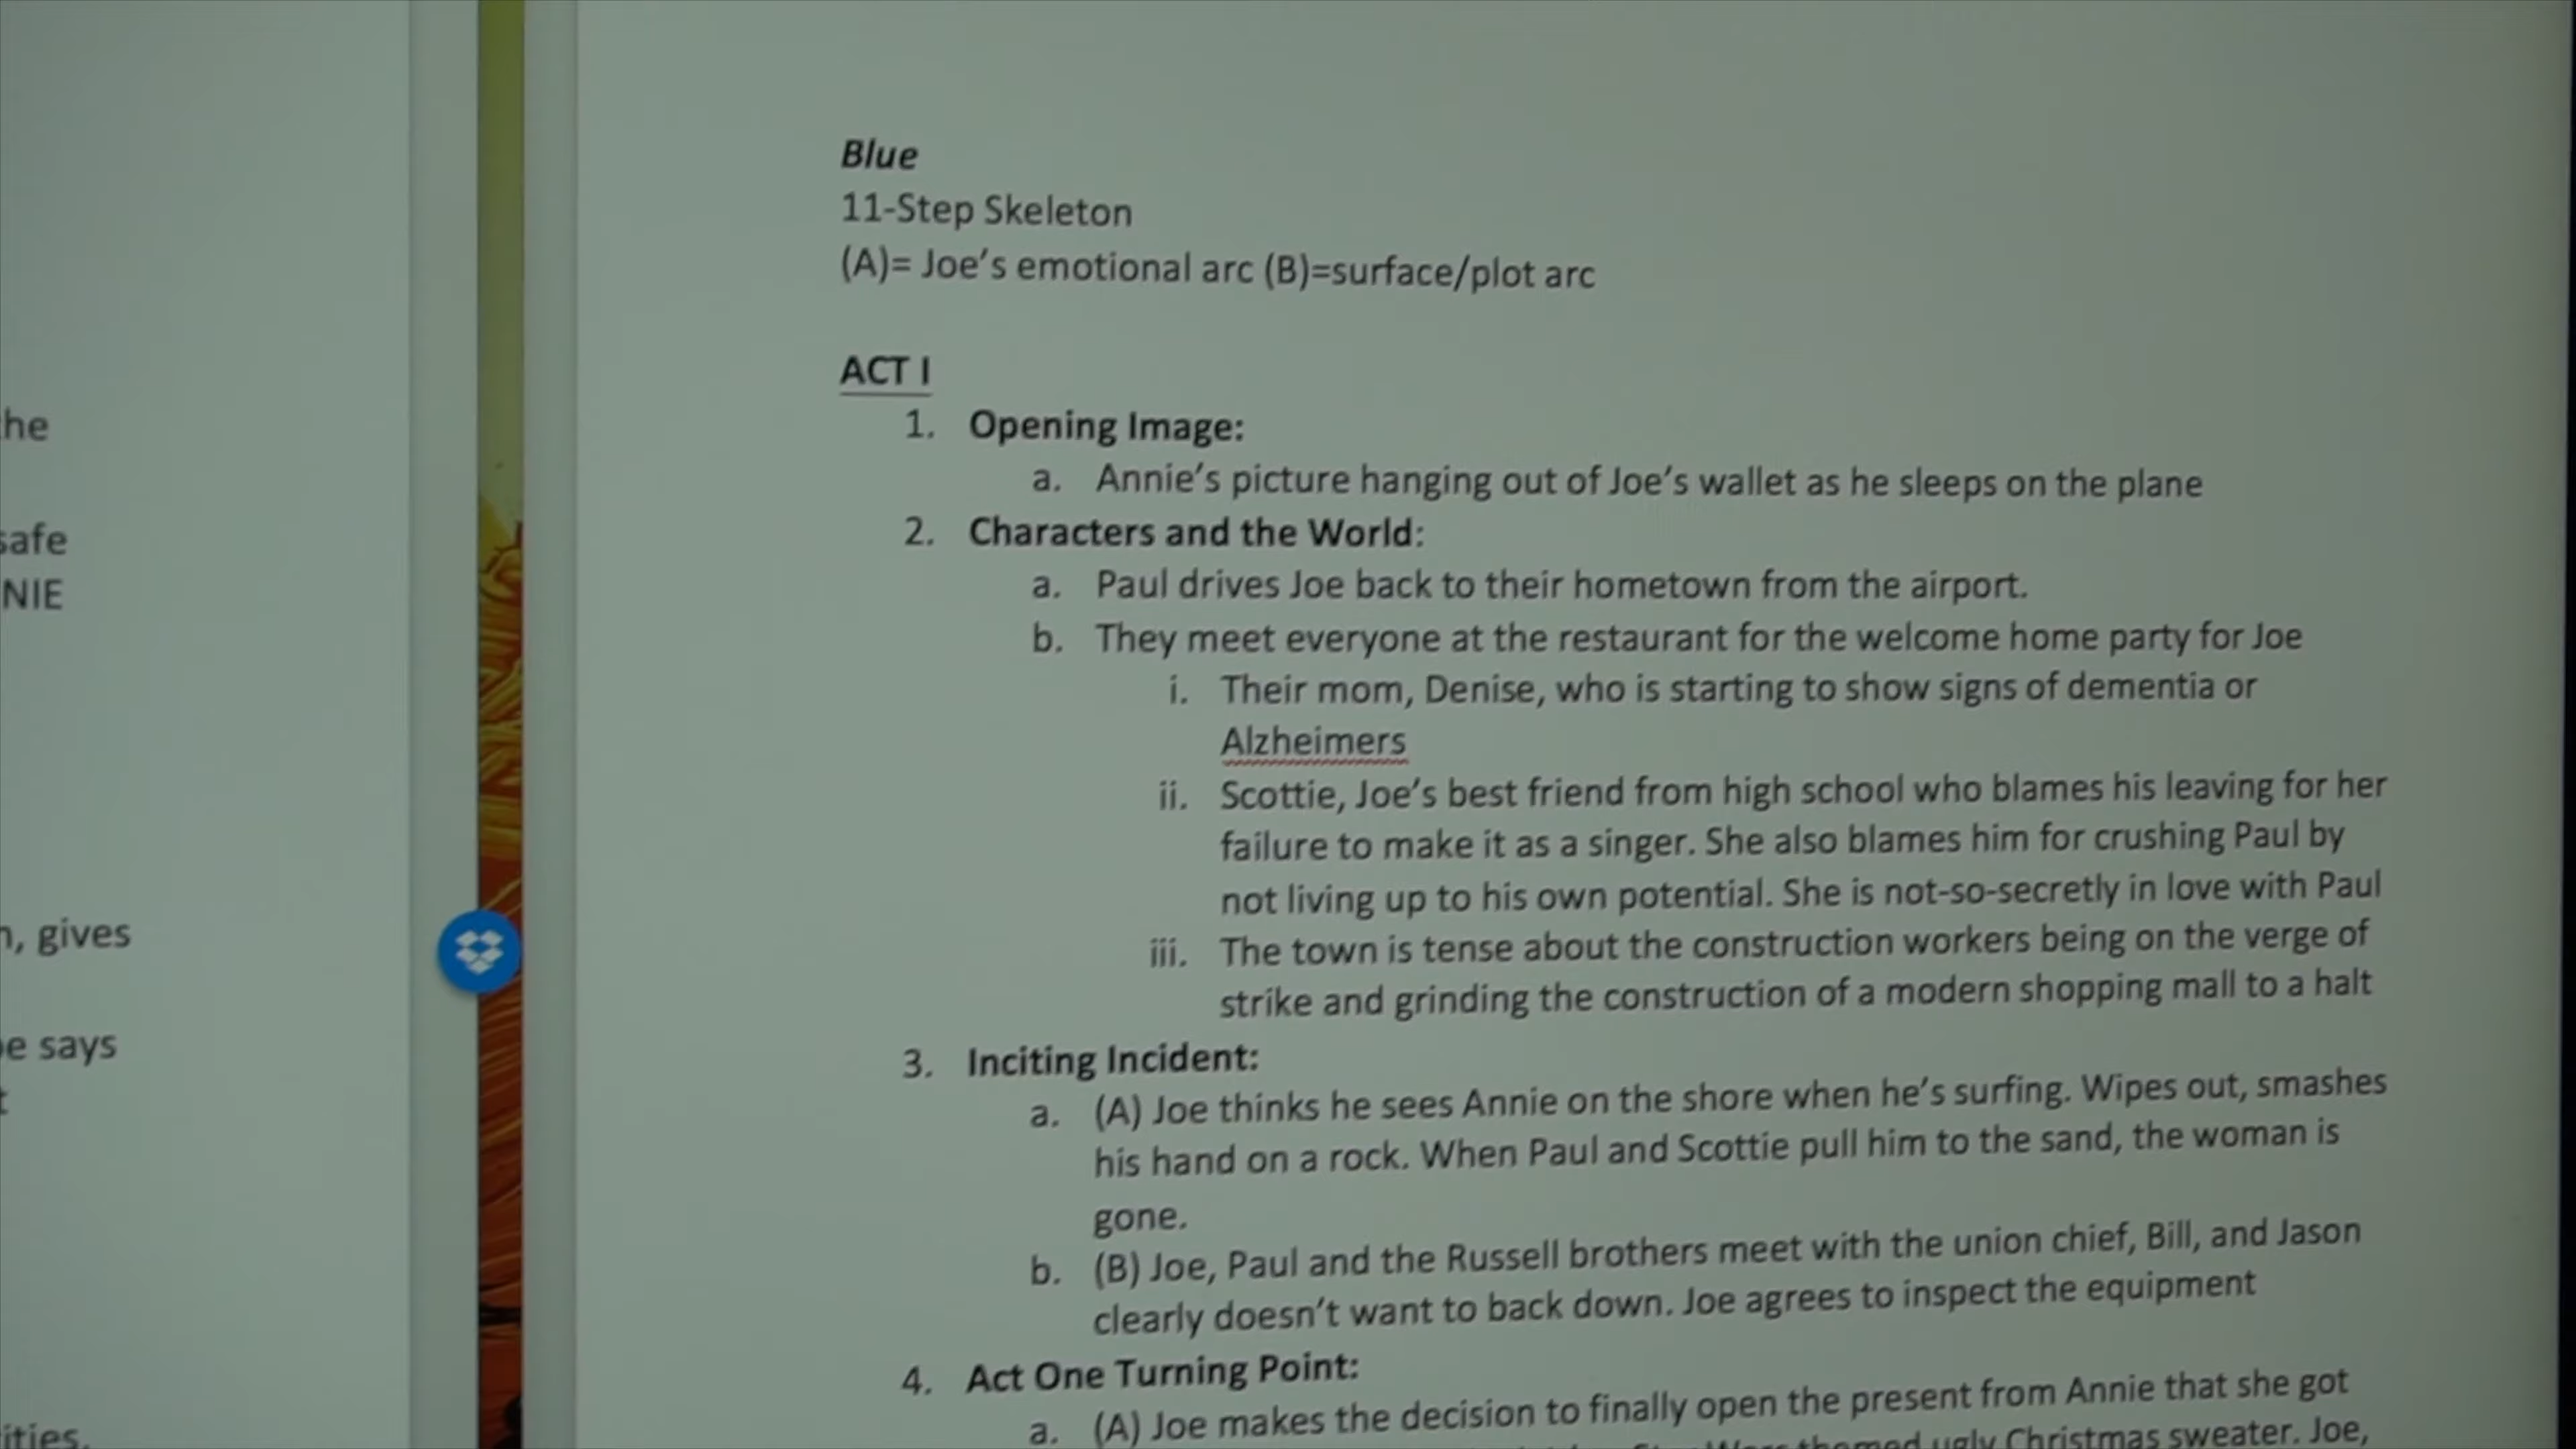 he
safe
NIE
, gives
e says
ities.
Blue
11-Step Skeleton
(A)= Joe's emotional arc (B)=surface/plot arc
ACT I
1. Opening Image:
a. Annie's picture hanging out of Joe's wallet as he sleeps on the plane
2. Characters and the World:
a. Paul drives Joe back to their hometown from the airport.
b. They meet everyone at the restaurant for the welcome home party for Joe
i. Their mom, Denise, who is starting to show signs of dementia or
Alzheimers
ii. Scottie, Joe's best friend from high school who blames his leaving for her
failure to make it as a singer. She also blames him for crushing Paul by
not living up to his own potential. She is not-so-secretly in love with Paul
iii. The town is tense about the construction workers being on the verge of
strike and grinding the construction of a modern shopping mall to a halt
3. Inciting Incident:
a. (A) Joe thinks he sees Annie on the shore when he's surfing. Wipes out, smashes
his hand on a rock. When Paul and Scottie pull him to the sand, the woman is
gone.
b. (B) Joe, Paul and the Russell brothers meet with the union chief, Bill, and Jason
clearly doesn't want to back down. Joe agrees to inspect the equipment
4. Act One Turning Point:
a. (A) Joe makes the decision to finally open the present from Annie that she got
themed ugly Christmas sweater. Joe,